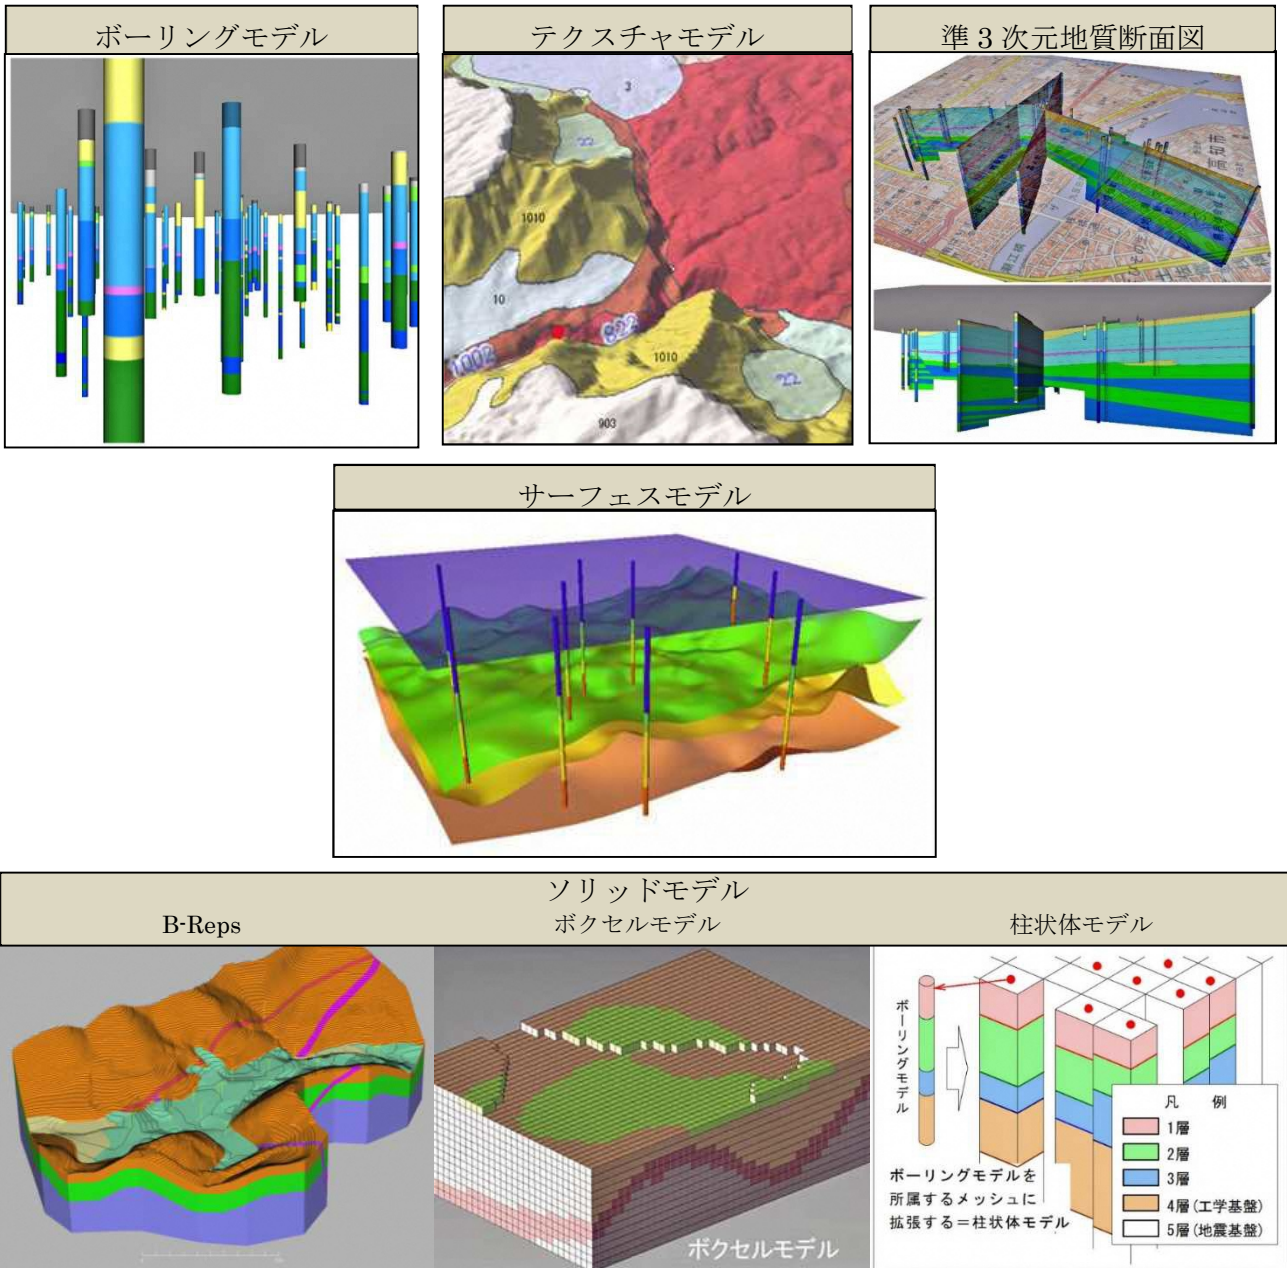 ボーリングモデル
テクスチャモデル
準3次元地質断面図
3
22
1010
10
822
1002
1010
22
903
高知市
サーフェスモデル
ソリッドモデル
B-Reps
ボクセルモデル
柱状体モデル
ボクセルモデル
ボーリングモデル
ボーリングモデルを
所属するメッシュに
拡張する=柱状体モデル
凡 例
1層
2層
3層
4層(工学基盤)
5層(地震基盤)